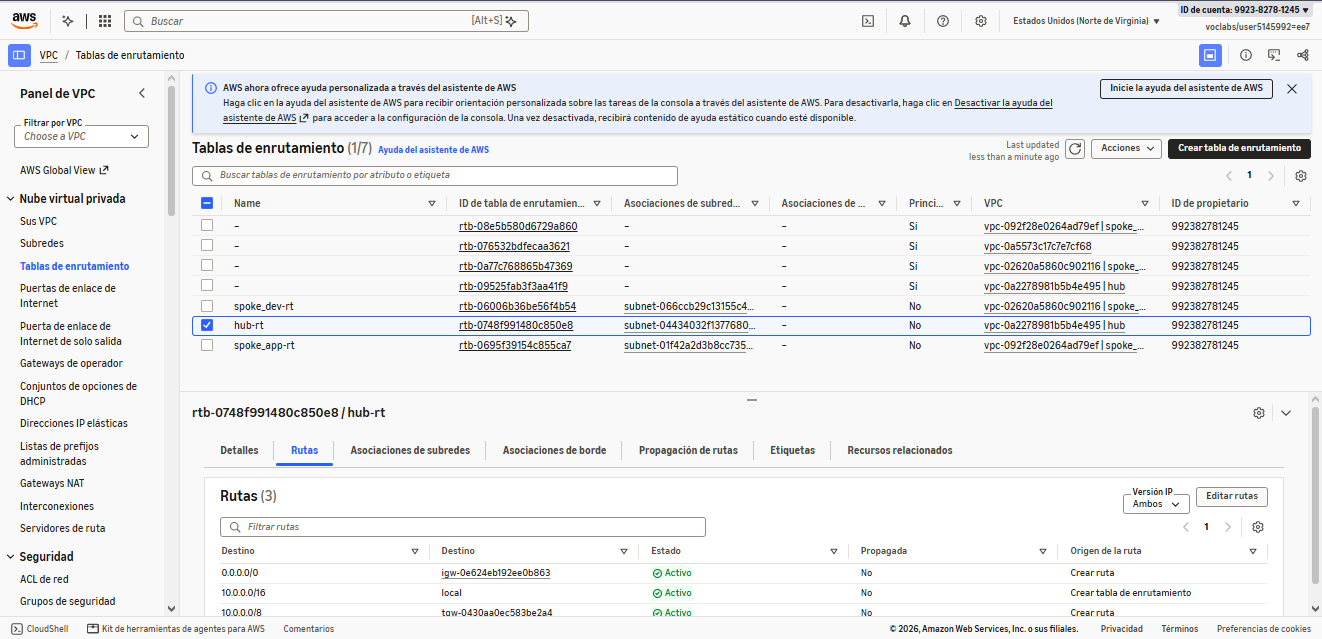 aws
Buscar [Alt+S]
Estados Unidos (Norte de Virginia)
ID de cuenta: 9923-8278-1245
voclabs/user5145992=ee7
VPC / Tablas de enrutamiento
Panel de VPC
Filtrar por VPC
Choose a VPC
AWS Global View
Nube virtual privada
Sus VPC
Subredes
Tablas de enrutamiento
Puertas de enlace de
Internet
Puerta de enlace de
Internet de solo salida
Gateways de operador
Conjuntos de opciones de
DHCP
Direcciones IP elásticas
Listas de prefijos
administradas
Gateways NAT
Interconexiones
Servidores de ruta
Seguridad
ACL de red
Grupos de seguridad
AWS ahora ofrece ayuda personalizada a través del asistente de AWS
Haga clic en la ayuda del asistente de AWS para recibir orientación personalizada sobre las tareas de la consola a través del asistente de AWS. Para desactivarla, haga clic en Desactivar la ayuda del
asistente de AWS para acceder a la configuración de la consola. Una vez desactivada, recibirá contenido de ayuda estático cuando esté disponible.
Inicie la ayuda del asistente de AWS
Tablas de enrutamiento (1/7) Ayuda del asistente de AWS
Last updated
less than a minute ago
Acciones
Crear tabla de enrutamiento
Buscar tablas de enrutamiento por atributo o etiqueta
1
Name ID de tabla de enrutamien... Asociaciones de subred... Asociaciones de ... Princi... VPC ID de propietario
– rtb-08e5b580d6729a860 – – Sí vpc-092f28e0264ad79ef | spoke_... 992382781245
– rtb-076532bdfecaa3621 – – Sí vpc-0a5573c17c7e7cf68 992382781245
– rtb-0a77c768865b47369 – – Sí vpc-02620a5860c902116 | spoke_... 992382781245
– rtb-09525fab3f3aa41f9 – – Sí vpc-0a2278981b5b4e495 | hub 992382781245
spoke_dev-rt rtb-06006b36be56f4b54 subnet-066ccb29c13155c4... – No vpc-02620a5860c902116 | spoke_... 992382781245
hub-rt rtb-0748f991480c850e8 subnet-04434032f1377680... – No vpc-0a2278981b5b4e495 | hub 992382781245
spoke_app-rt rtb-0695f39154c855ca7 subnet-01f42a2d3b8cc735... – No vpc-092f28e0264ad79ef | spoke_... 992382781245
rtb-0748f991480c850e8 / hub-rt
Detalles Rutas Asociaciones de subredes Asociaciones de borde Propagación de rutas Etiquetas Recursos relacionados
Rutas (3)
Versión IP
Ambos
Editar rutas
Filtrar rutas
1
Destino Destino Estado Propagada Origen de la ruta
0.0.0.0/0 igw-0e624eb192ee0b863 Activo No Crear ruta
10.0.0.0/16 local Activo No Crear tabla de enrutamiento
10.0.0.0/8 tgw-0430aa0ec583be2a4 Activo No Crear ruta
CloudShell Kit de herramientas de agentes para AWS Comentarios
© 2026, Amazon Web Services, Inc. o sus filiales. Privacidad Términos Preferencias de cookies